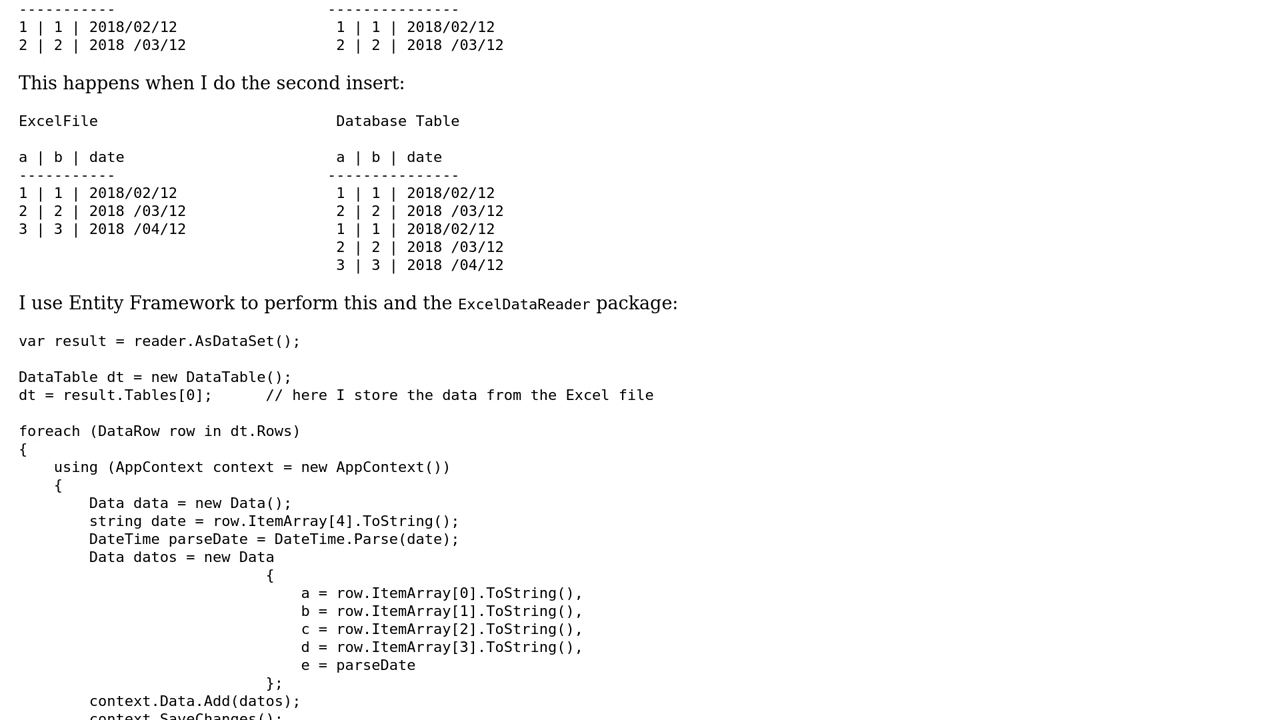 -----------                        ---------------
1 | 1 | 2018/02/12                  1 | 1 | 2018/02/12
2 | 2 | 2018 /03/12                 2 | 2 | 2018 /03/12
This happens when I do the second insert:
ExcelFile                           Database Table
a | b | date                        a | b | date
-----------                        ---------------
1 | 1 | 2018/02/12                  1 | 1 | 2018/02/12
2 | 2 | 2018 /03/12                 2 | 2 | 2018 /03/12
3 | 3 | 2018 /04/12                 1 | 1 | 2018/02/12
                                    2 | 2 | 2018 /03/12
                                    3 | 3 | 2018 /04/12
I use Entity Framework to perform this and the ExcelDataReader package:
var result = reader.AsDataSet();
DataTable dt = new DataTable();
dt = result.Tables[0];      // here I store the data from the Excel file
foreach (DataRow row in dt.Rows)
{
    using (AppContext context = new AppContext())
    {
        Data data = new Data();
        string date = row.ItemArray[4].ToString();
        DateTime parseDate = DateTime.Parse(date);
        Data datos = new Data
                            {
                                a = row.ItemArray[0].ToString(),
                                b = row.ItemArray[1].ToString(),
                                c = row.ItemArray[2].ToString(),
                                d = row.ItemArray[3].ToString(),
                                e = parseDate
                            };
        context.Data.Add(datos);
        context.SaveChanges();